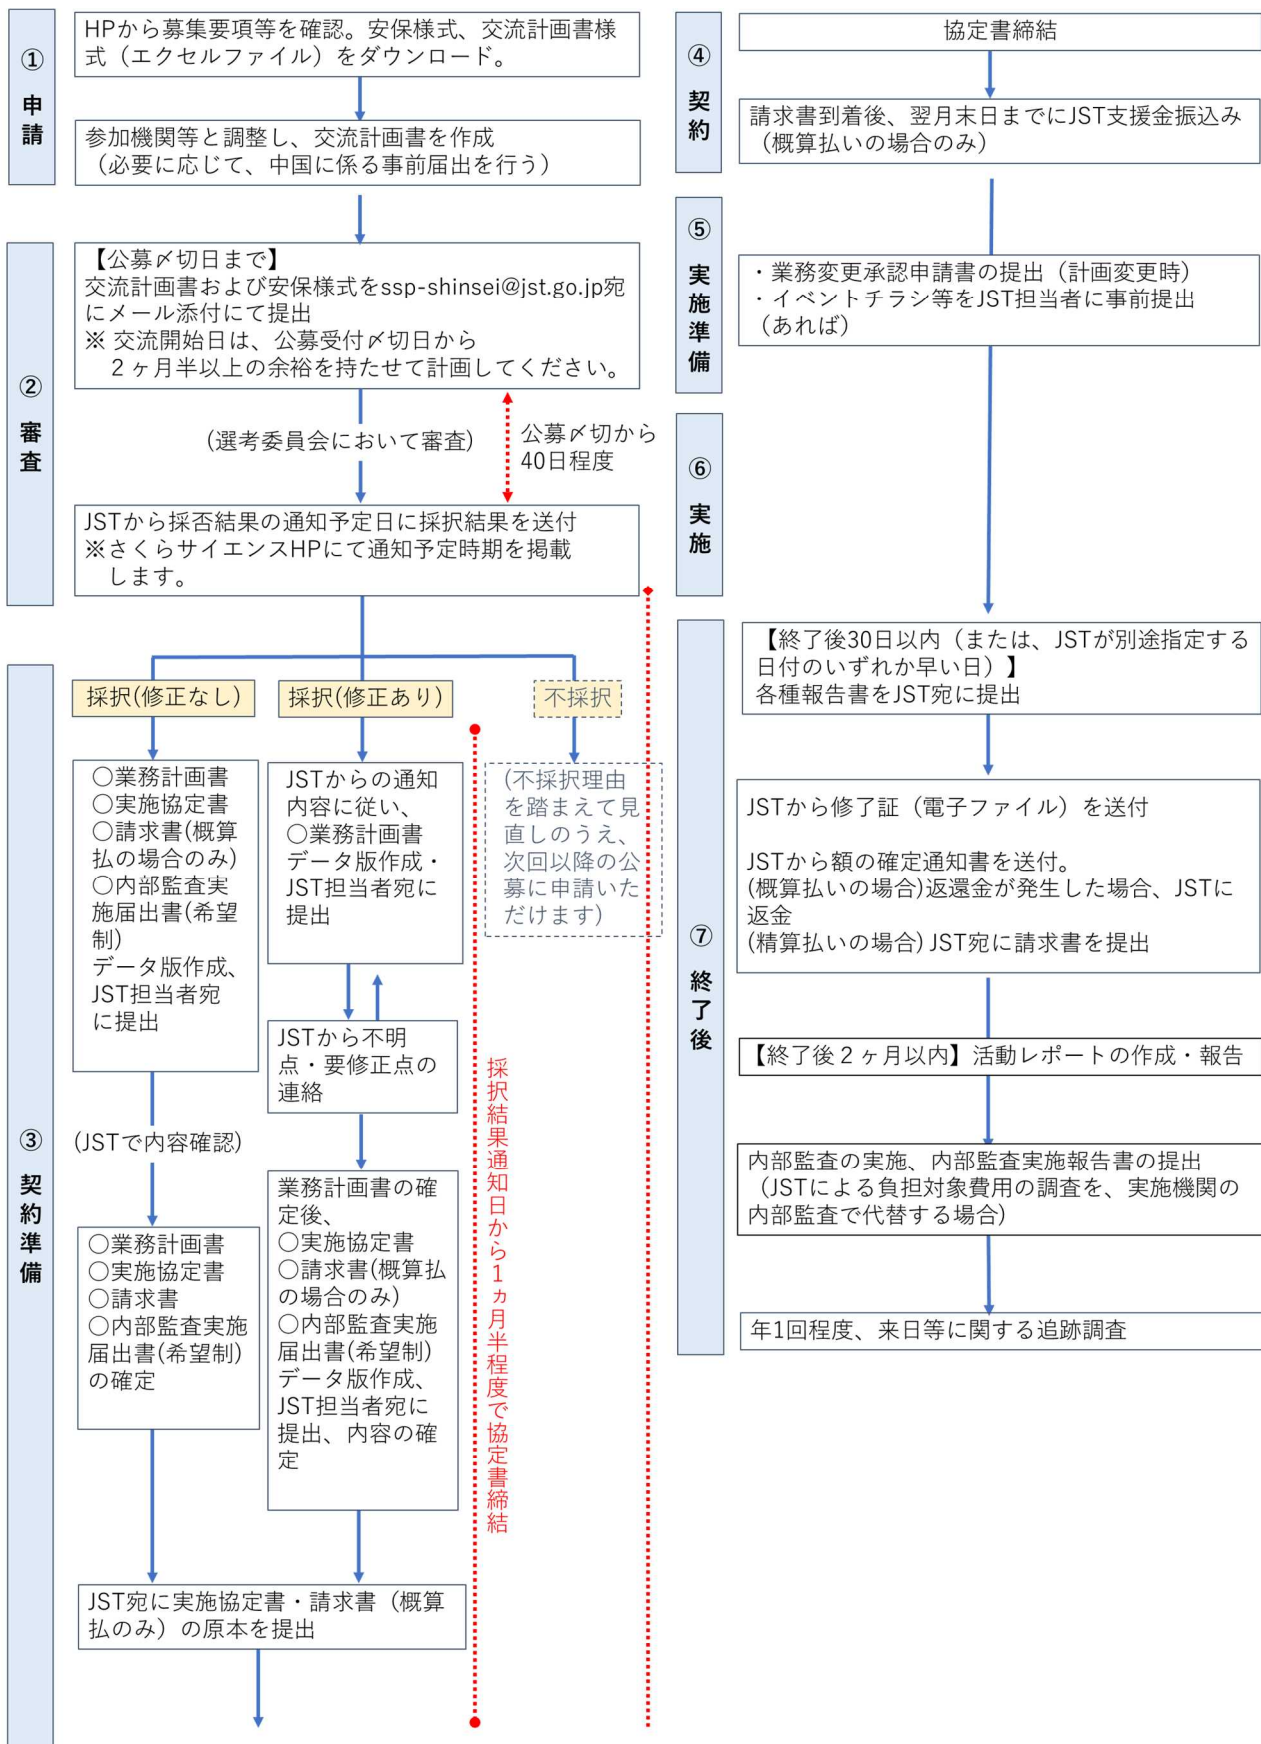 ①
申
請
HPから募集要項等を確認。安保様式、交流計画書様
式（エクセルファイル）をダウンロード。
参加機関等と調整し、交流計画書を作成
（必要に応じて、中国に係る事前届出を行う）
②
審
査
【公募〆切日まで】
交流計画書および安保様式をssp-shinsei@jst.go.jp宛
にメール添付にて提出
※ 交流開始日は、公募受付〆切日から
２ヶ月半以上の余裕を持たせて計画してください。
(選考委員会において審査)
公募〆切から
40日程度
JSTから採否結果の通知予定日に採択結果を送付
※さくらサイエンスHPにて通知予定時期を掲載
します。
③
契
約
準
備
採択(修正なし)
採択(修正あり)
不採択
○業務計画書
○実施協定書
○請求書(概算
払の場合のみ)
○内部監査実
施届出書(希望
制)
データ版作成、
JST担当者宛
に提出
(JSTで内容確認)
○業務計画書
○実施協定書
○請求書
○内部監査実施
届出書(希望制)
の確定
JSTからの通知
内容に従い、
○業務計画書
データ版作成・
JST担当者宛に
提出
JSTから不明
点・要修正点の
連絡
業務計画書の確
定後、
○実施協定書
○請求書(概算払
の場合のみ)
○内部監査実施
届出書(希望制)
データ版作成、
JST担当者宛に
提出、内容の確
定
(不採択理由
を踏まえて見
直しのうえ、
次回以降の公
募に申請いた
だけます)
採択結果通知日から1ヵ月半程度で協定書締結
JST宛に実施協定書・請求書（概算
払のみ）の原本を提出
④
契
約
協定書締結
請求書到着後、翌月末日までにJST支援金振込み
（概算払いの場合のみ）
⑤
実
施
準
備
・業務変更承認申請書の提出（計画変更時）
・イベントチラシ等をJST担当者に事前提出
（あれば）
⑥
実
施
⑦
終
了
後
【終了後30日以内（または、JSTが別途指定する
日付のいずれか早い日）】
各種報告書をJST宛に提出
JSTから修了証（電子ファイル）を送付
JSTから額の確定通知書を送付。
(概算払いの場合)返還金が発生した場合、JSTに
返金
(精算払いの場合) JST宛に請求書を提出
【終了後２ヶ月以内】活動レポートの作成・報告
内部監査の実施、内部監査実施報告書の提出
（JSTによる負担対象費用の調査を、実施機関の
内部監査で代替する場合）
年1回程度、来日等に関する追跡調査